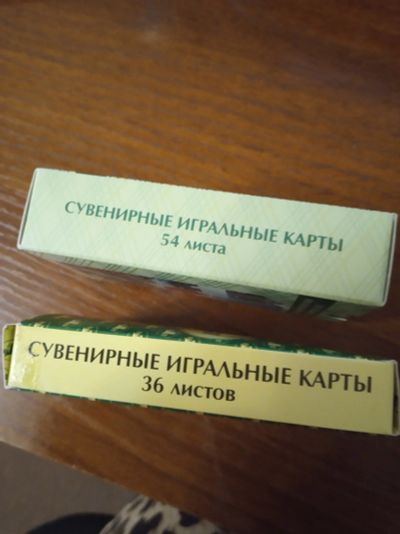 СУВЕНИРНЫЕ ИГРАЛЬНЫЕ КАРТЫ
54 листа
СУВЕНИРНЫЕ ИГРАЛЬНЫЕ КАРТЫ
36 листов